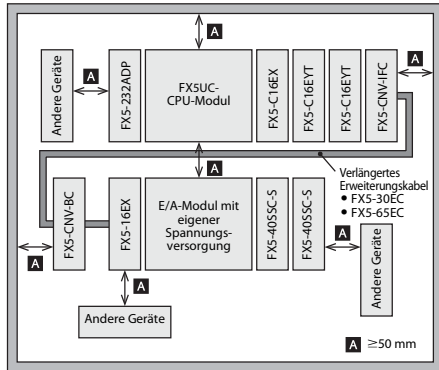 A
Andere Geräte
A
FX5-232ADP
FX5UC-
CPU-Modul
FX5-C16EX
FX5-C16EYT
FX5-C16EYT
FX5-CNV-IFC
A
A
Verlängertes
Erweiterungskabel
• FX5-30EC
• FX5-65EC
FX5-CNV-BC
FX5-16EX
E/A-Modul mit
eigener
Spannungs-
versorgung
FX5-40SSC-S
FX5-40SSC-S
A
A
A
Andere Geräte
Andere Geräte
A ≥50 mm